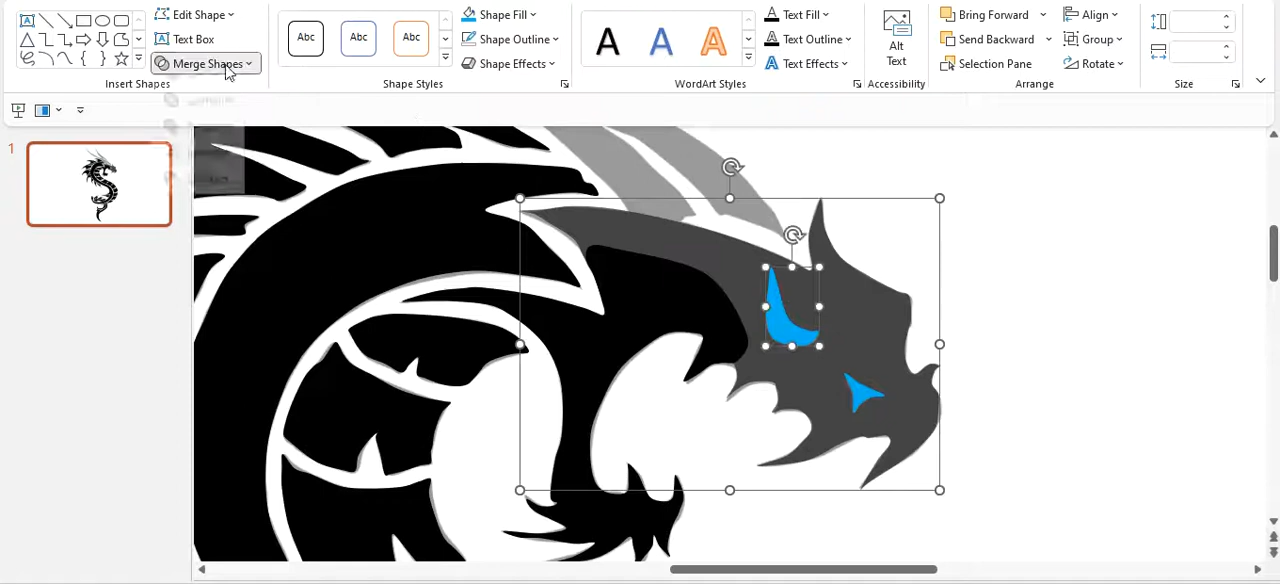 Edit Shape
Text Box
Merge Shapes
Insert Shapes
Abc
Abc
Abc
Shape Fill
Shape Outline
Shape Effects
Shape Styles
A
A
A
A Text Fill
A Text Outline
A Text Effects
WordArt Styles
Alt
Text
Accessibility
Bring Forward
Send Backward
Selection Pane
Align
Group
Rotate
Arrange
Size
1